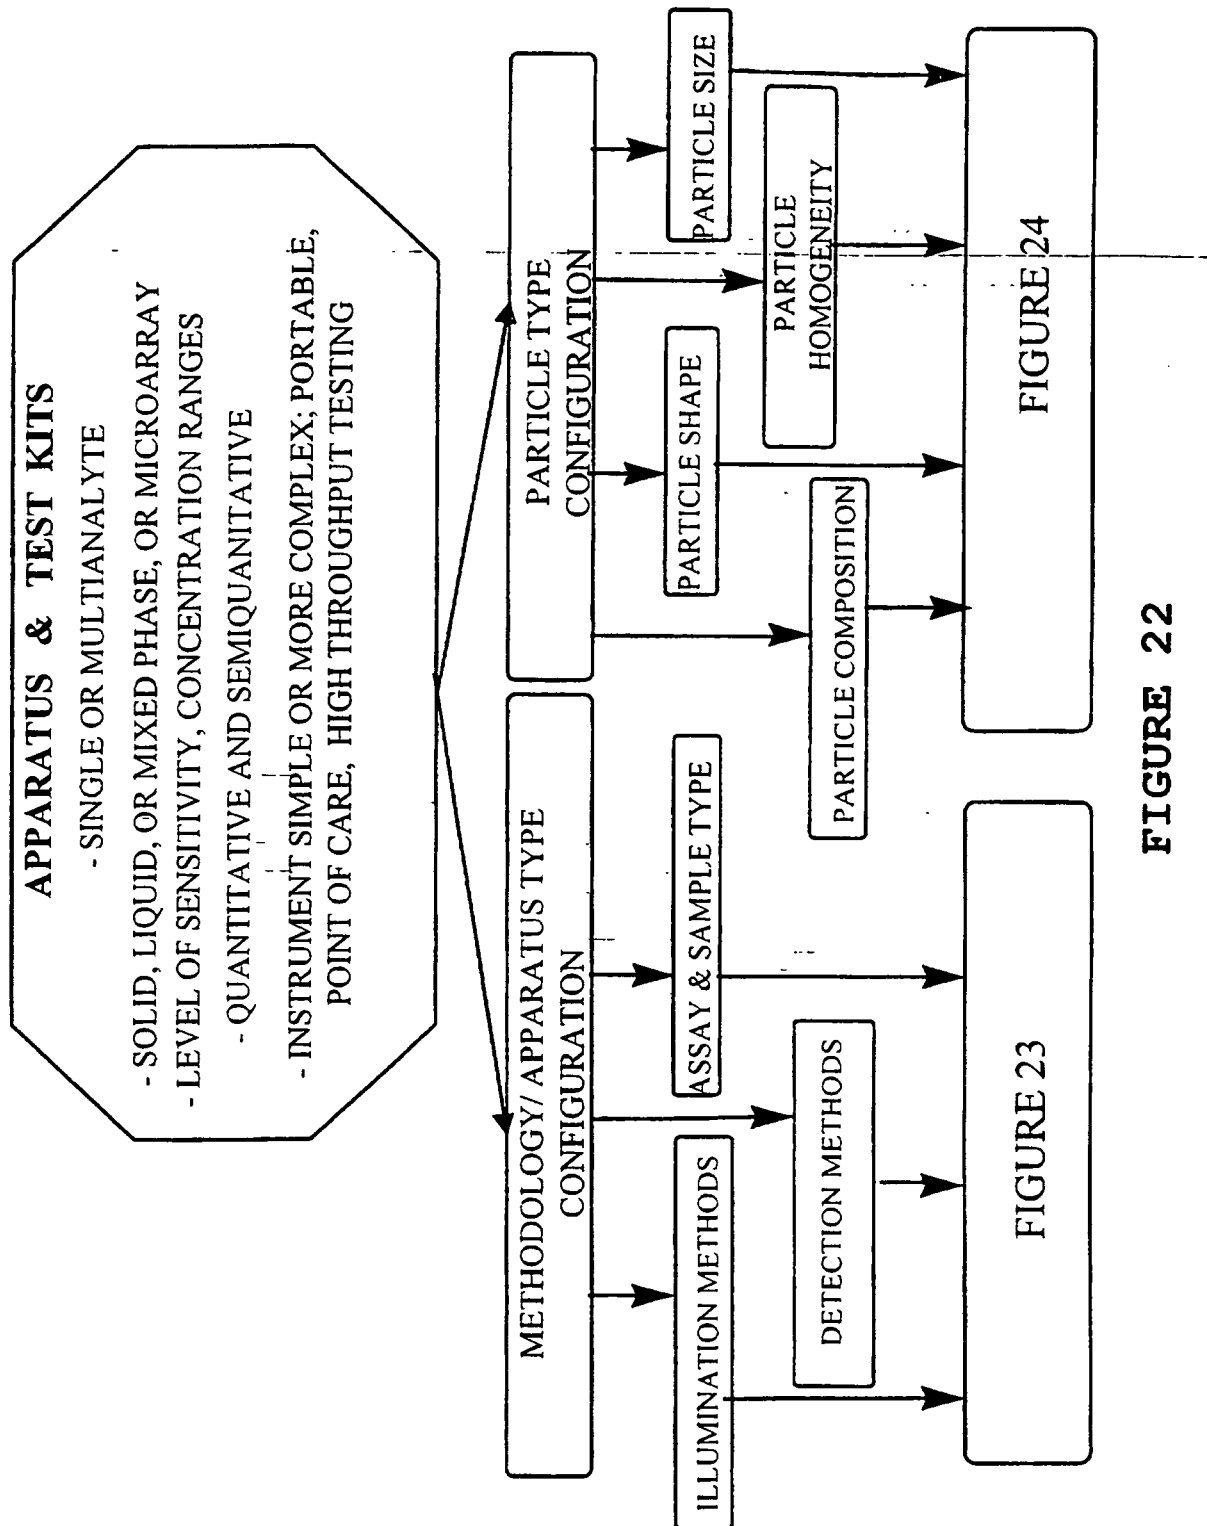 APPARATUS & TEST KITS
- SINGLE OR MULTIANALYTE
- SOLID, LIQUID, OR MIXED PHASE, OR MICROARRAY
- LEVEL OF SENSITIVITY, CONCENTRATION RANGES
- QUANTITATIVE AND SEMIQUANITATIVE
- INSTRUMENT SIMPLE OR MORE COMPLEX; PORTABLE,
POINT OF CARE, HIGH THROUGHPUT TESTING
METHODOLOGY/ APPARATUS TYPE
CONFIGURATION
PARTICLE TYPE
CONFIGURATION
ILLUMINATION METHODS
ASSAY & SAMPLE TYPE
DETECTION METHODS
PARTICLE SHAPE
PARTICLE SIZE
PARTICLE COMPOSITION
PARTICLE
HOMOGENEITY
FIGURE 23
FIGURE 24
FIGURE 22